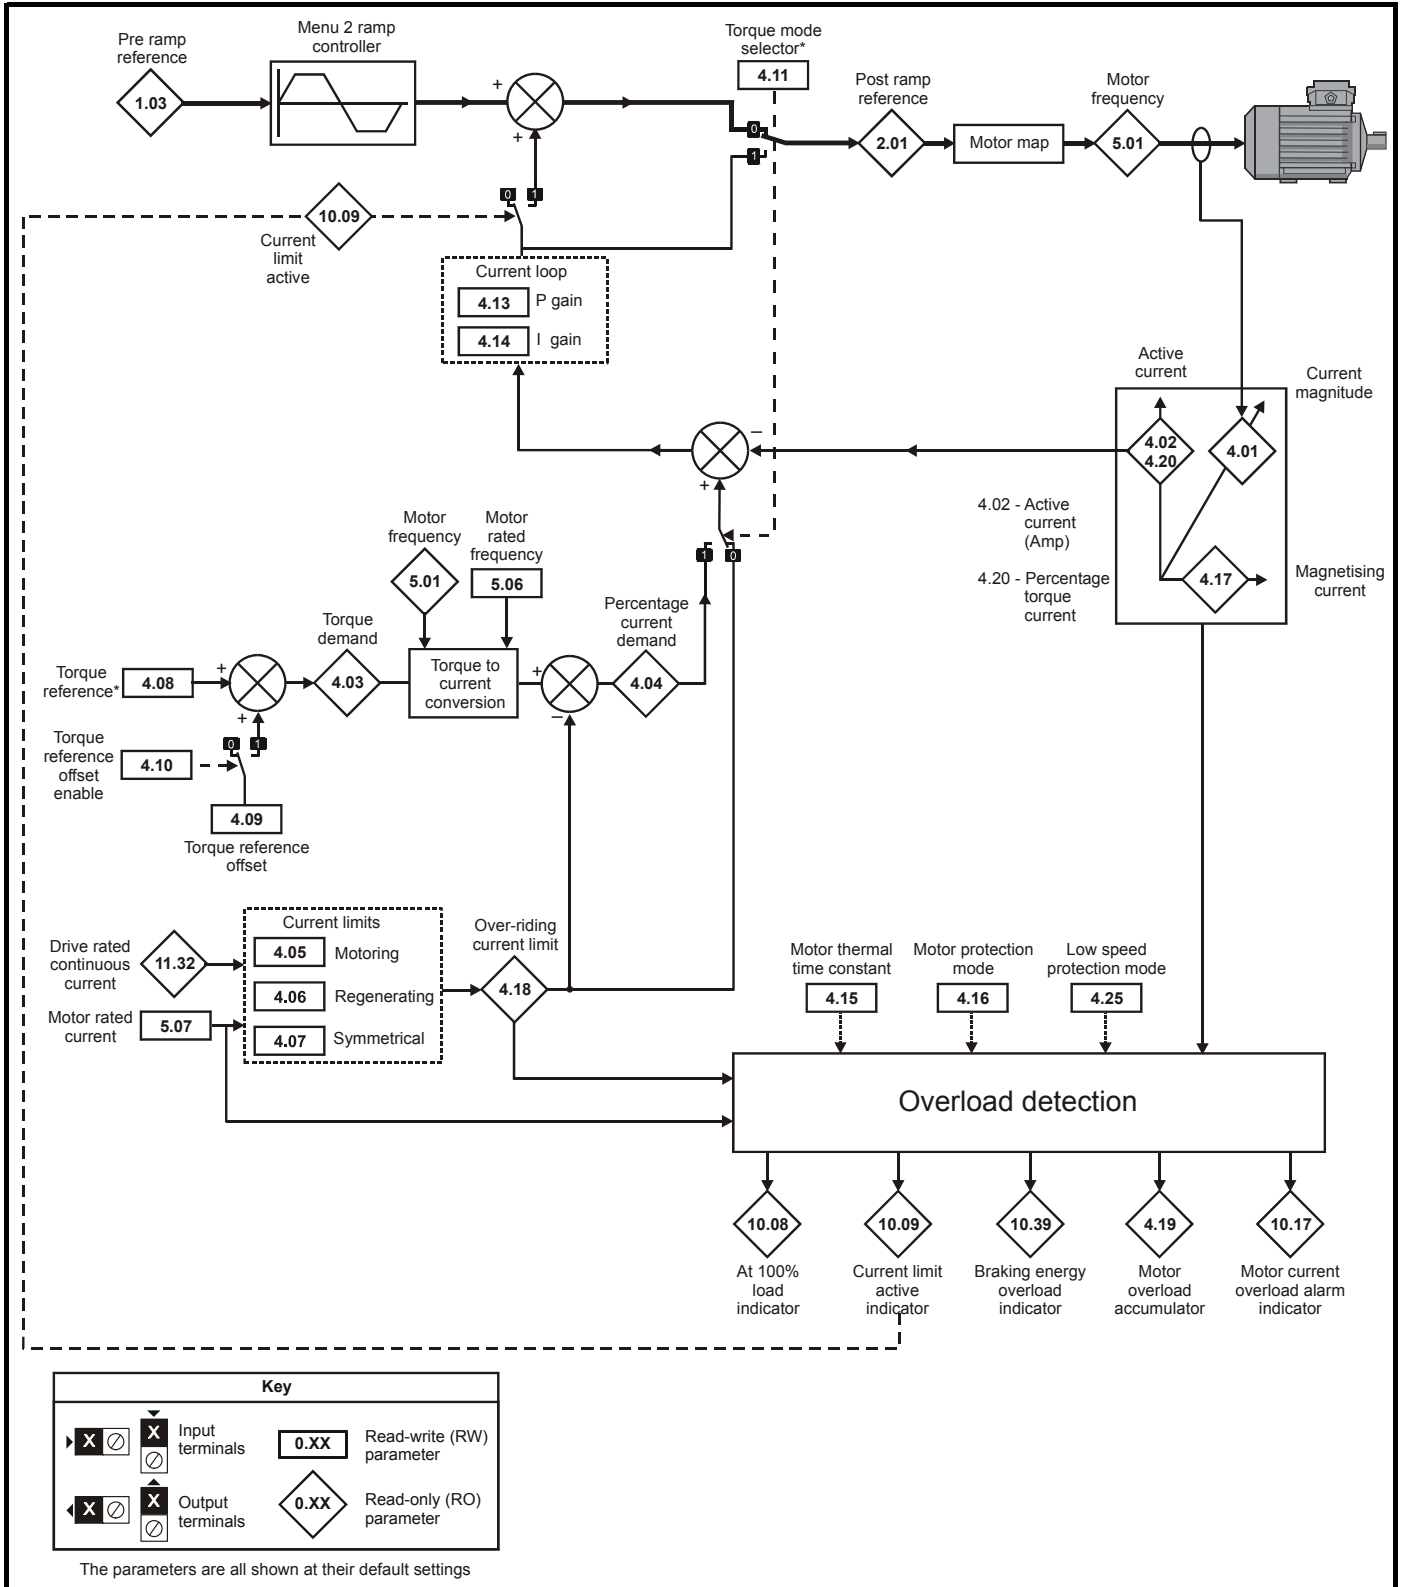 Pre ramp
reference
1.03
Menu 2 ramp
controller
+
+
Torque mode
selector*
4.11
0
1
Post ramp
reference
2.01
Motor map
Motor
frequency
5.01
10.09
Current
limit
active
0 1
Current loop
4.13 P gain
4.14 I gain
Active
current
Current
magnitude
4.02
4.20
4.01
4.17
Magnetising
current
4.02 - Active
current
(Amp)
4.20 - Percentage
torque
current
–
+
1 0
Motor
frequency
5.01
Motor
rated
frequency
5.06
Torque
reference*
4.08
+
+
Torque
demand
4.03
Torque to
current
conversion
+
–
Percentage
current
demand
4.04
Torque
reference
offset
enable
4.10
0 1
4.09
Torque reference
offset
Drive rated
continuous
current
11.32
Motor rated
current
5.07
Current limits
4.05 Motoring
4.06 Regenerating
4.07 Symmetrical
Over-riding
current limit
4.18
Motor thermal
time constant
4.15
Motor protection
mode
4.16
Low speed
protection mode
4.25
Overload detection
10.08
At 100%
load
indicator
10.09
Current limit
active
indicator
10.39
Braking energy
overload
indicator
4.19
Motor
overload
accumulator
10.17
Motor current
overload alarm
indicator
Key
X
X
Input
terminals
0.XX
Read-write (RW)
parameter
X
X
Output
terminals
0.XX
Read-only (RO)
parameter
The parameters are all shown at their default settings